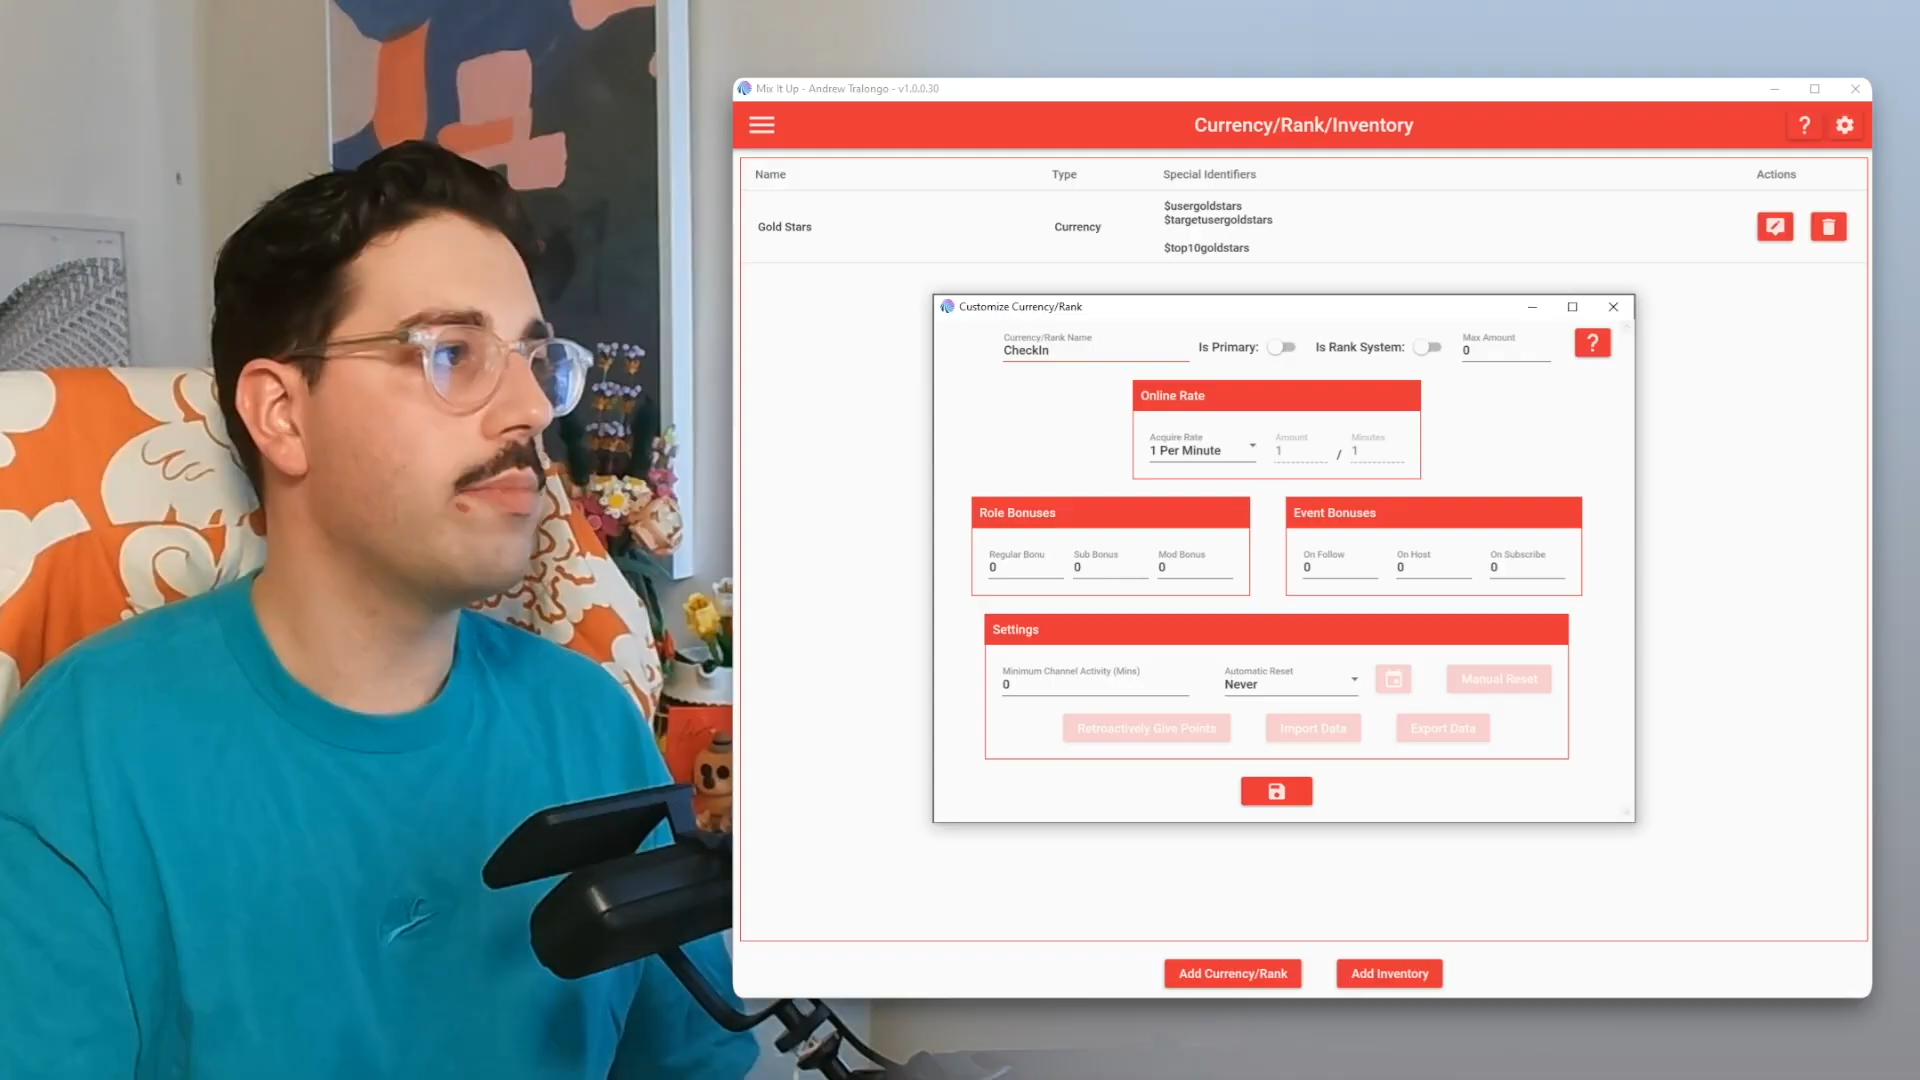 Mix It Up - Andrew Tralongo - v1.0.0.30
Currency/Rank/Inventory
?
Name Type Special Identifiers Actions
Gold Stars Currency
$usergoldstars
$targetusergoldstars
$top10goldstars
Customize Currency/Rank
Currency/Rank Name
CheckIn
Is Primary:
Is Rank System:
Max Amount
0
?
Online Rate
Acquire Rate Amount Minutes
1 Per Minute 1 / 1
Role Bonuses
Regular Bonu Sub Bonus Mod Bonus
0 0 0
Event Bonuses
On Follow On Host On Subscribe
0 0 0
Settings
Minimum Channel Activity (Mins)
0
Automatic Reset
Never
Manual Reset
Retroactively Give Points Import Data Export Data
Add Currency/Rank Add Inventory